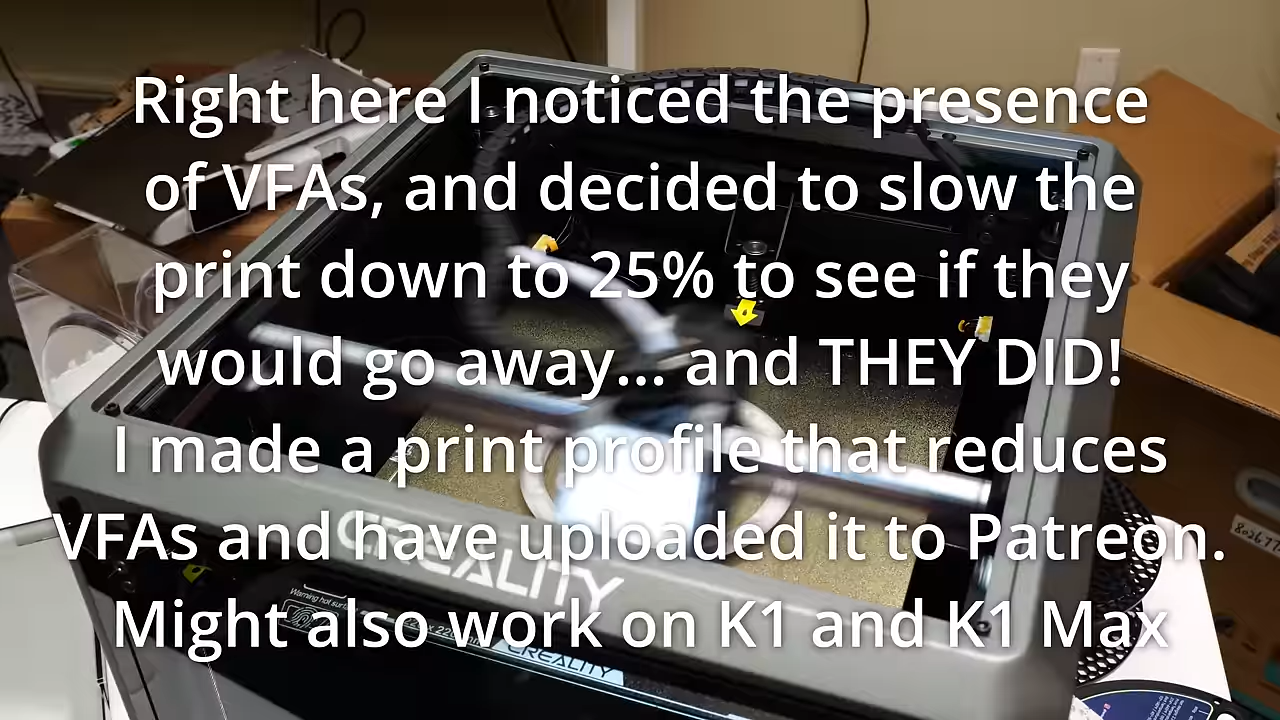 Right here I noticed the presence
of VFAs, and decided to slow the
print down to 25% to see if they
would go away... and THEY DID!
I made a print profile that reduces
VFAs and have uploaded it to Patreon.
Might also work on K1 and K1 Max
CREALITY
Warning hot
CREALITY